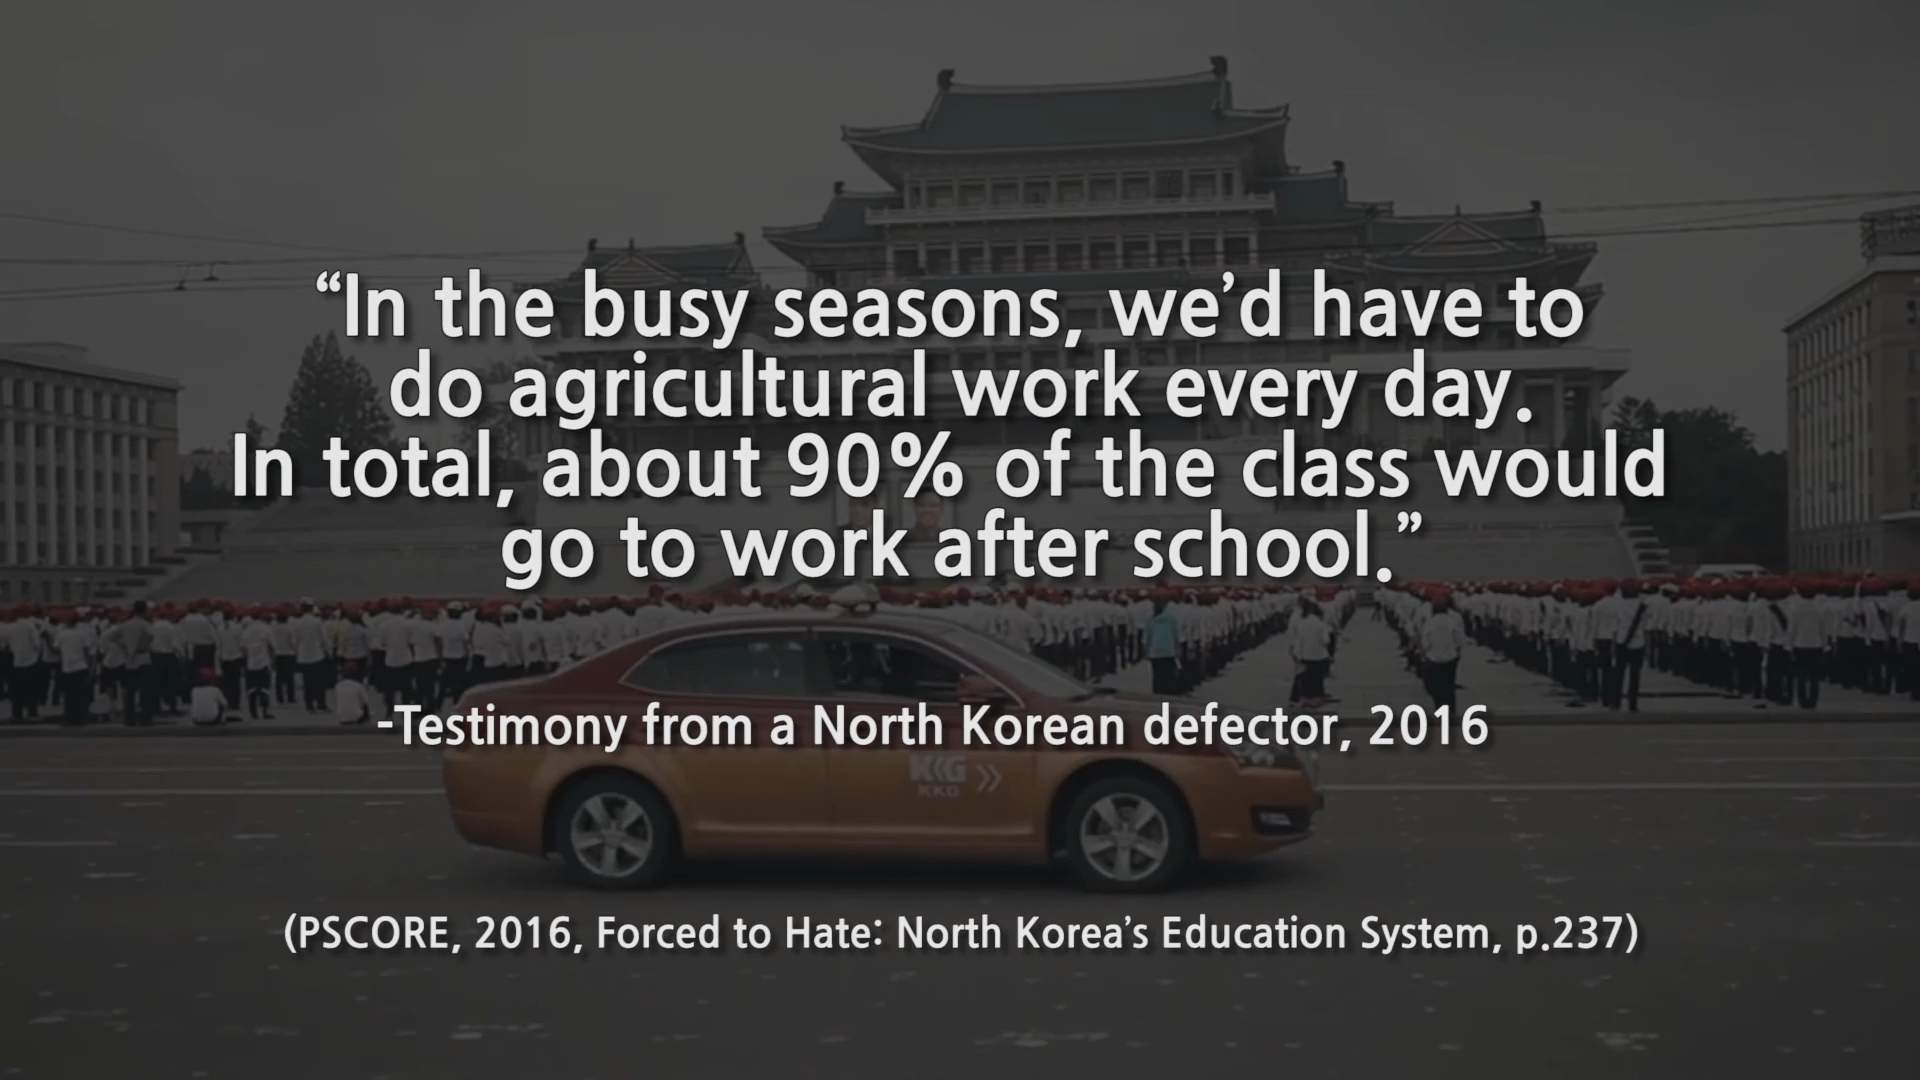 “In the busy seasons, we’d have to
do agricultural work every day.
In total, about 90% of the class would
go to work after school.”
-Testimony from a North Korean defector, 2016
KKG
KKG
(PSCORE, 2016, Forced to Hate: North Korea’s Education System, p.237)